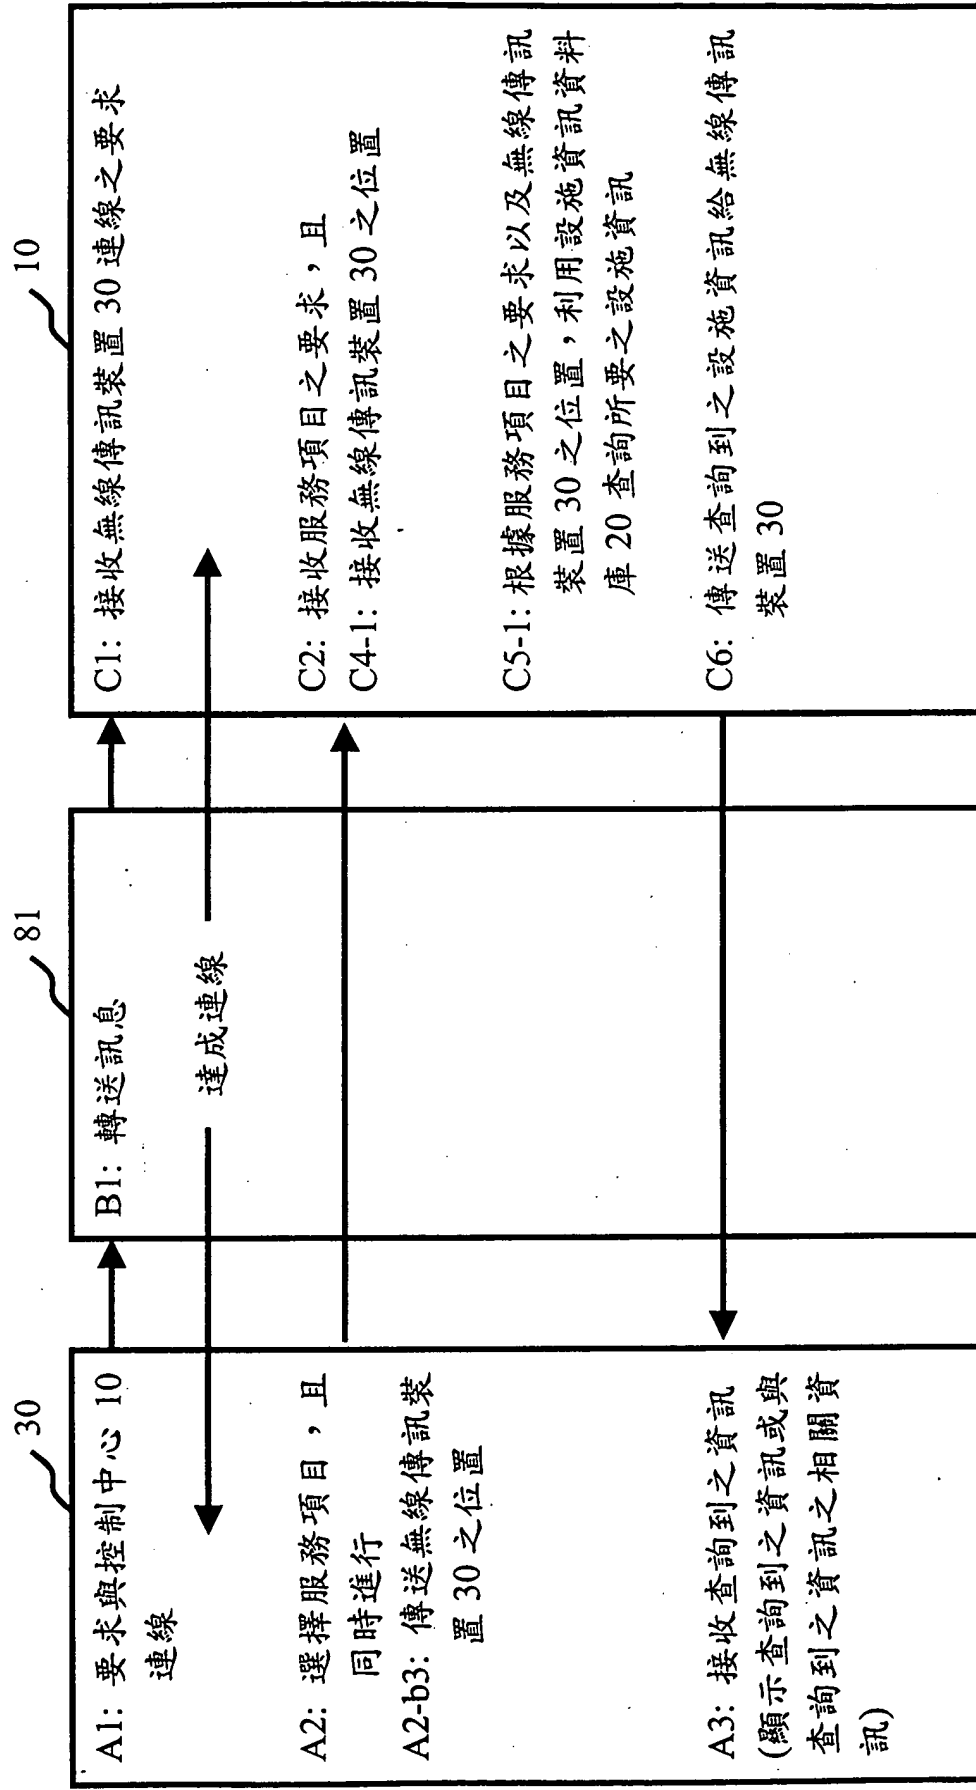 30
A1: 要求與控制中心 10
連線
A2: 選擇服務項目，且
同時進行
A2-b3: 傳送無線傳訊裝
置 30 之位置
A3: 接收查詢到之資訊
(顯示查詢到之資訊或與
查詢到之資訊之相關資
訊)
81
B1: 轉送訊息
達成連線
10
C1: 接收無線傳訊裝置 30 連線之要求
C2: 接收服務項目之要求，且
C4-1: 接收無線傳訊裝置 30 之位置
C5-1: 根據服務項目之要求以及無線傳訊
裝置 30 之位置，利用設施資訊資料
庫 20 查詢所要之設施資訊
C6: 傳送查詢到之設施資訊給無線傳訊
裝置 30